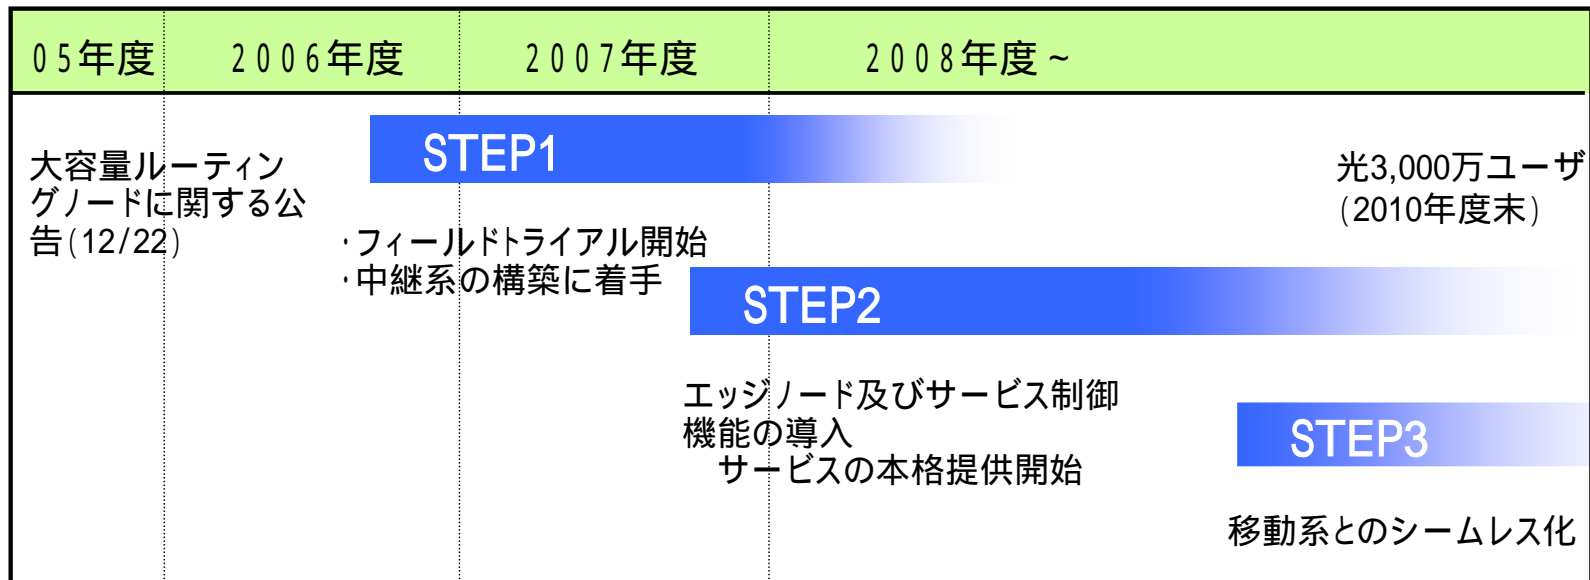 05年度 2006年度 2007年度 2008年度~
STEP1
大容量ルーティン
グノードに関する公
告(12/22)
光3,000万ユーザ
(2010年度末)
・フィールドトライアル開始
・中継系の構築に着手
STEP2
エッジノード及びサービス制御
機能の導入
サービスの本格提供開始
STEP3
移動系とのシームレス化